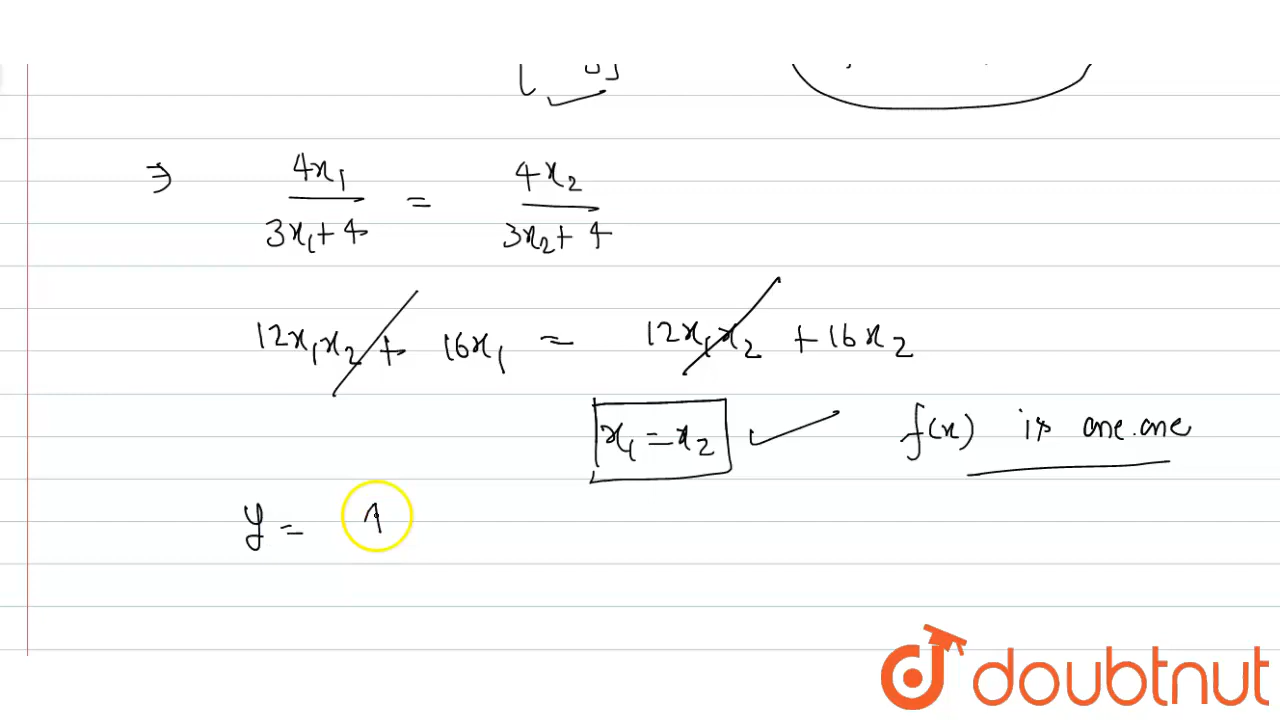 ⇒ 4x₁/(3x₁+4) = 4x₂/(3x₂+4)
12x₁x₂ + 16x₁ = 12x₁x₂ + 16x₂
x₁=x₂ f(x) is one.one
y =
doubtnut